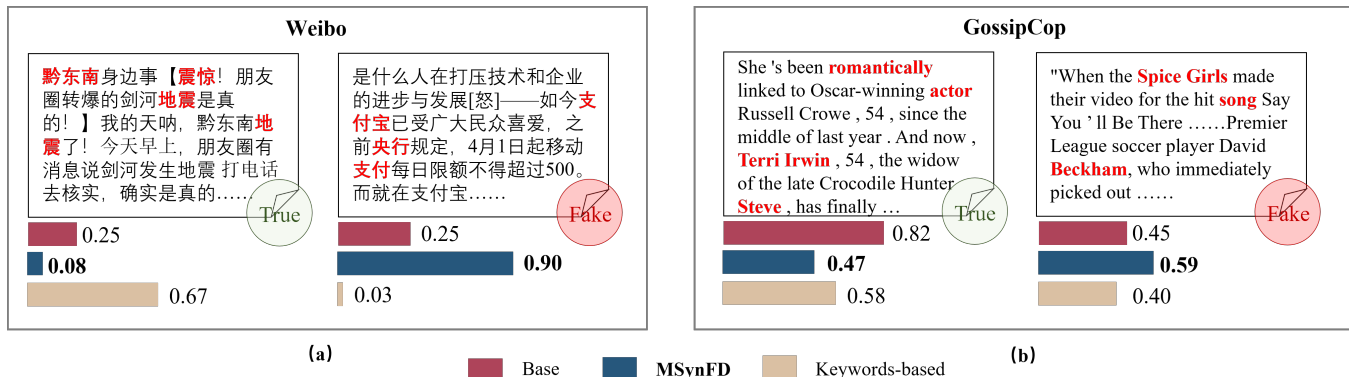 Weibo
黔东南身边事【震惊！朋友
圈转爆的剑河地震是真
的！】我的天呐，黔东南地
震了！今天早上，朋友圈有
消息说剑河发生地震 打电话
去核实，确实是真的……
True
0.25
0.08
0.67
是什么人在打压技术和企业
的进步与发展[怒]——如今支
付宝已受广大民众喜爱，之
前央行规定，4月1日起移动
支付每日限额不得超过500。
而就在支付宝……
Fake
0.25
0.90
0.03
(a)
GossipCop
She 's been romantically
linked to Oscar-winning actor
Russell Crowe , 54 , since the
middle of last year . And now ,
Terri Irwin , 54 , the widow
of the late Crocodile Hunter
Steve , has finally …
True
0.82
0.47
0.58
"When the Spice Girls made
their video for the hit song Say
You ’ ll Be There ……Premier
League soccer player David
Beckham, who immediately
picked out ……
Fake
0.45
0.59
0.40
(b)
Base
MSynFD
Keywords-based